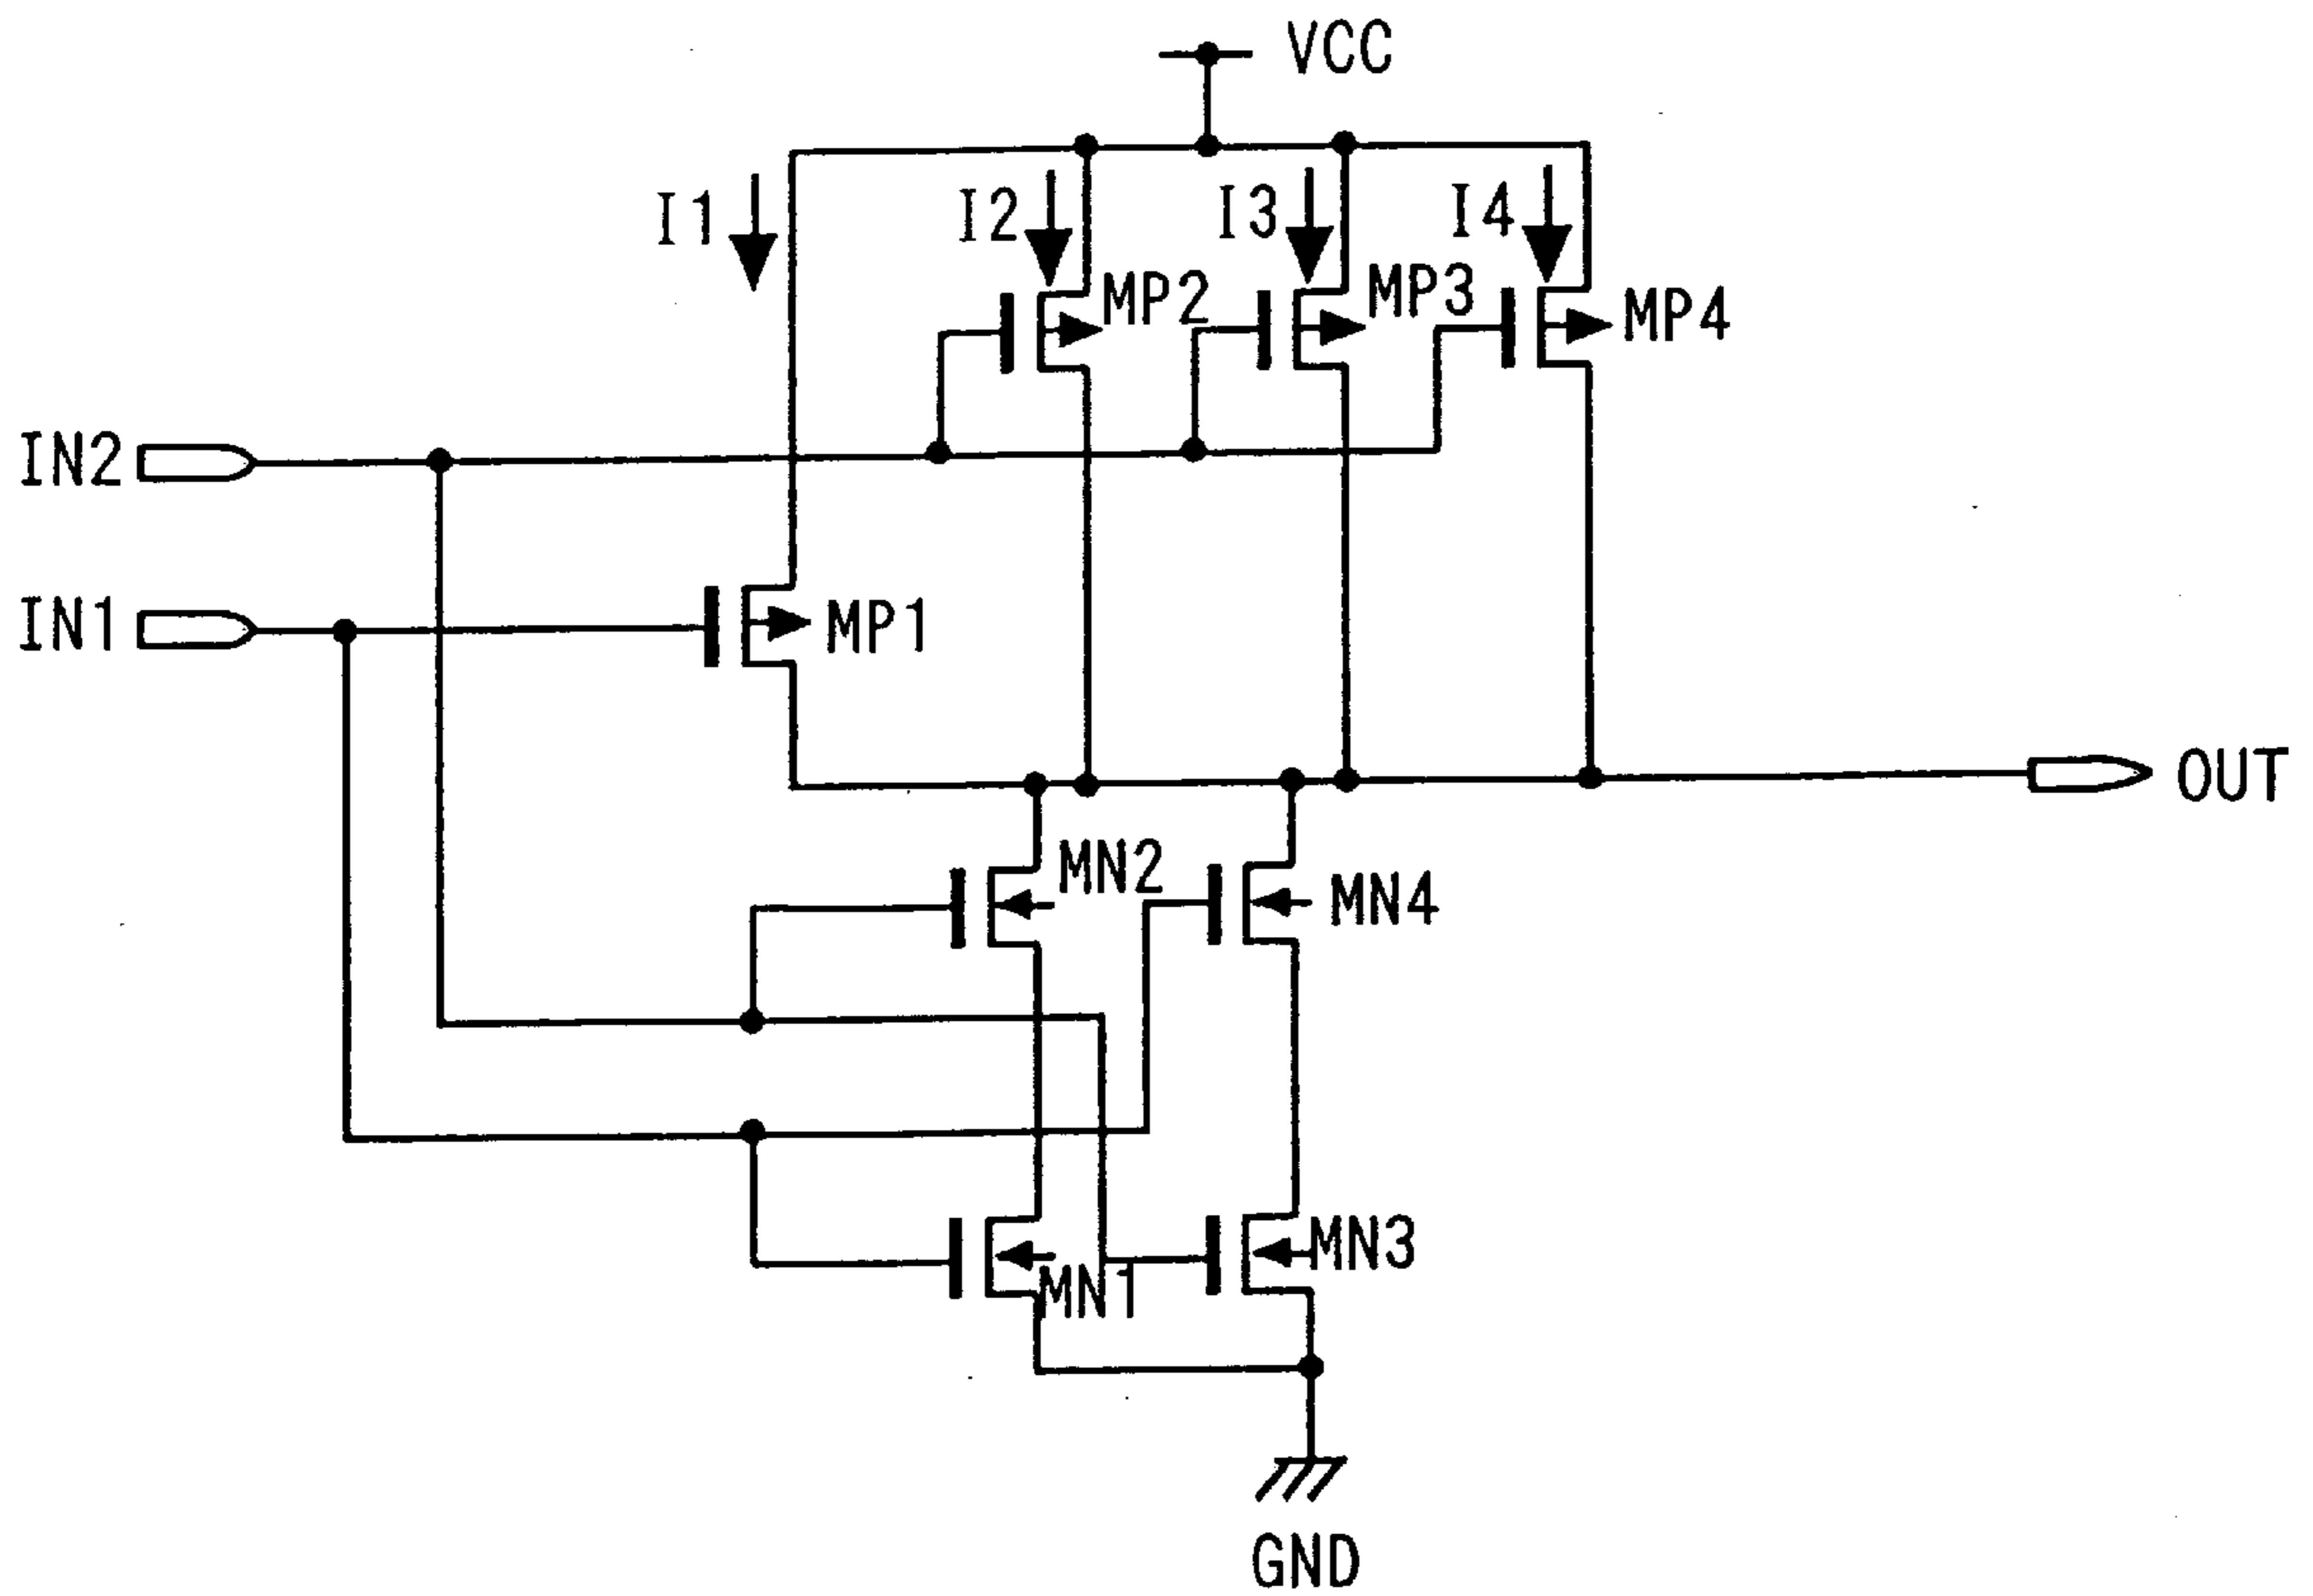 VCC
I1
I2
I3
I4
MP2
MP3
MP4
IN2
IN1
MP1
OUT
MN2
MN4
MN1
MN3
GND